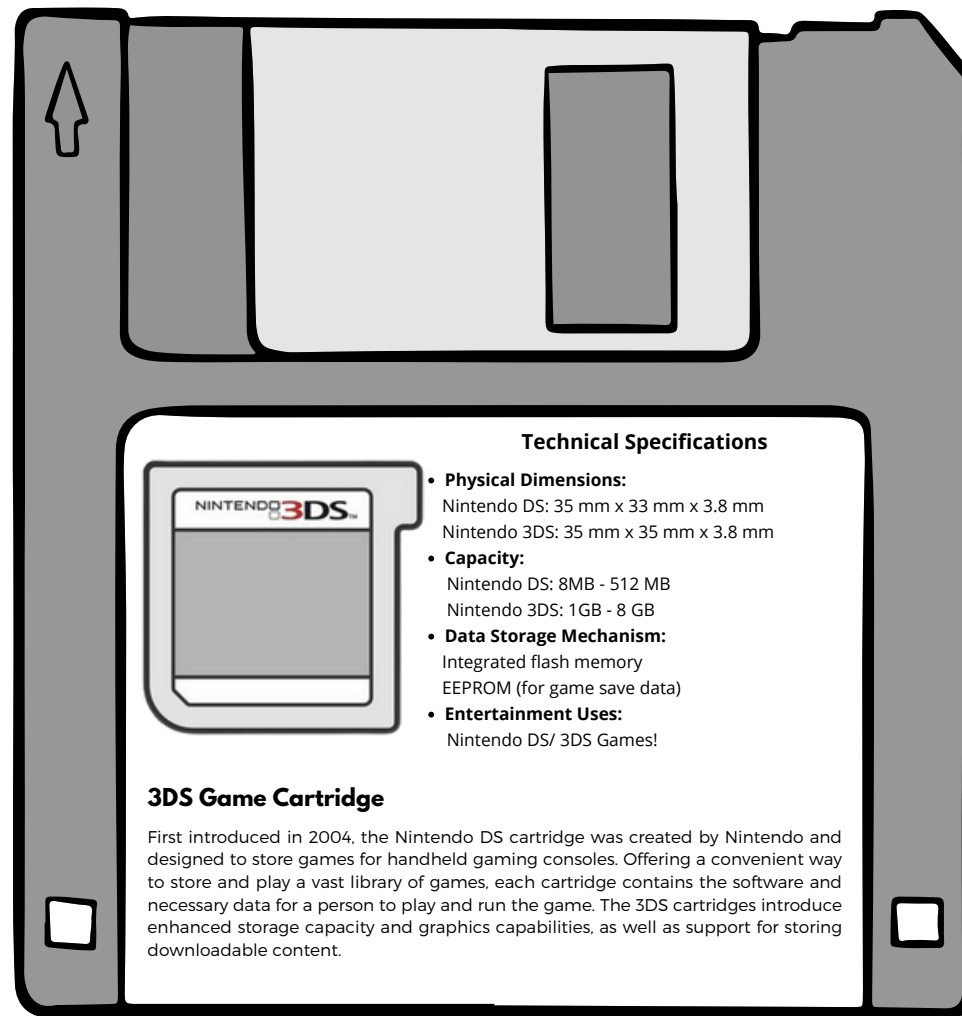 Technical Specifications
NINTENDO 3DS™
• Physical Dimensions:
Nintendo DS: 35 mm x 33 mm x 3.8 mm
Nintendo 3DS: 35 mm x 35 mm x 3.8 mm
• Capacity:
Nintendo DS: 8MB - 512 MB
Nintendo 3DS: 1GB - 8 GB
• Data Storage Mechanism:
Integrated flash memory
EEPROM (for game save data)
• Entertainment Uses:
Nintendo DS/ 3DS Games!
3DS Game Cartridge
First introduced in 2004, the Nintendo DS cartridge was created by Nintendo and
designed to store games for handheld gaming consoles. Offering a convenient way
to store and play a vast library of games, each cartridge contains the software and
necessary data for a person to play and run the game. The 3DS cartridges introduce
enhanced storage capacity and graphics capabilities, as well as support for storing
downloadable content.